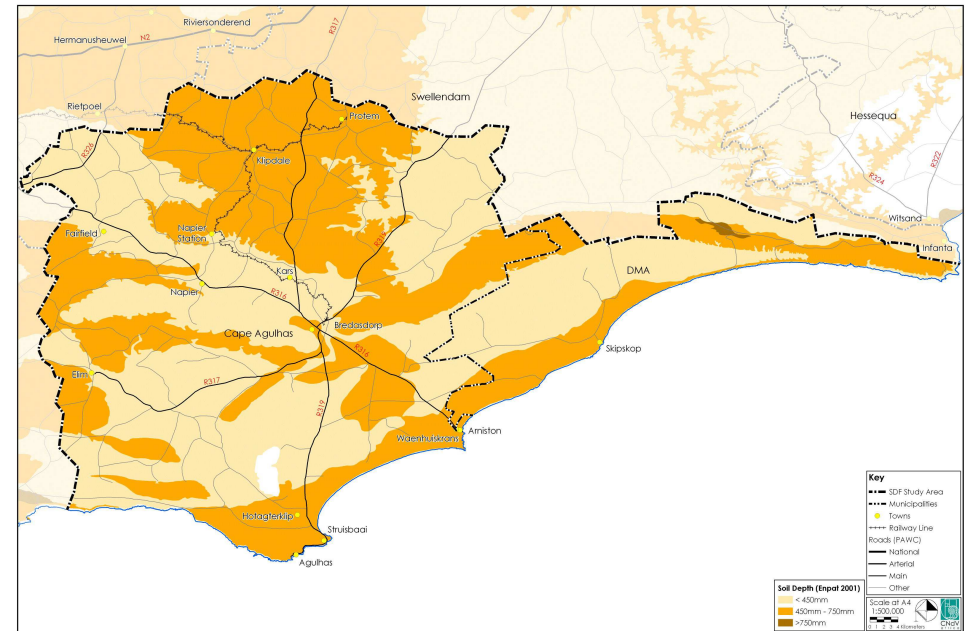 Riviersonderend
R317
Hermanusheuwel
N2
Rietpoel
Swellendam
Protem
Hessequa
R326
Klipdale
R322
R324
Witsand
Fairfield
Napier
Station
R319
Infanta
Kars
DMA
Napier
R316
Bredasdorp
Cape Agulhas
R316
Skipskop
Elim
R317
R319
Arniston
Waenhuiskrans
Hotagterklip
Struisbaai
Agulhas
Key
SDF Study Area
Municipalities
Towns
Railway Line
Roads (PAWC)
National
Arterial
Main
Other
Soil Depth (Enpat 2001)
< 450mm
450mm - 750mm
>750mm
Scale at A4
1:500,000
0 1 2 3 4 Kilometers
CNdV
africa